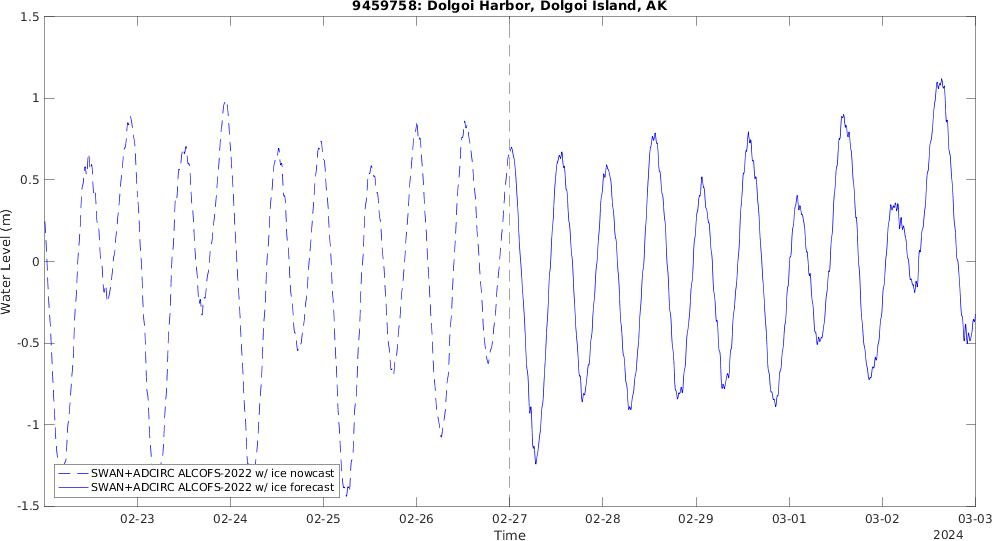 9459758: Dolgoi Harbor, Dolgoi Island, AK
1.5
1
0.5
0
-0.5
-1
-1.5
Water Level (m)
SWAN+ADCIRC ALCOFS-2022 w/ ice nowcast
SWAN+ADCIRC ALCOFS-2022 w/ ice forecast
02-23 02-24 02-25 02-26 02-27 02-28 02-29 03-01 03-02 03-03
Time
2024